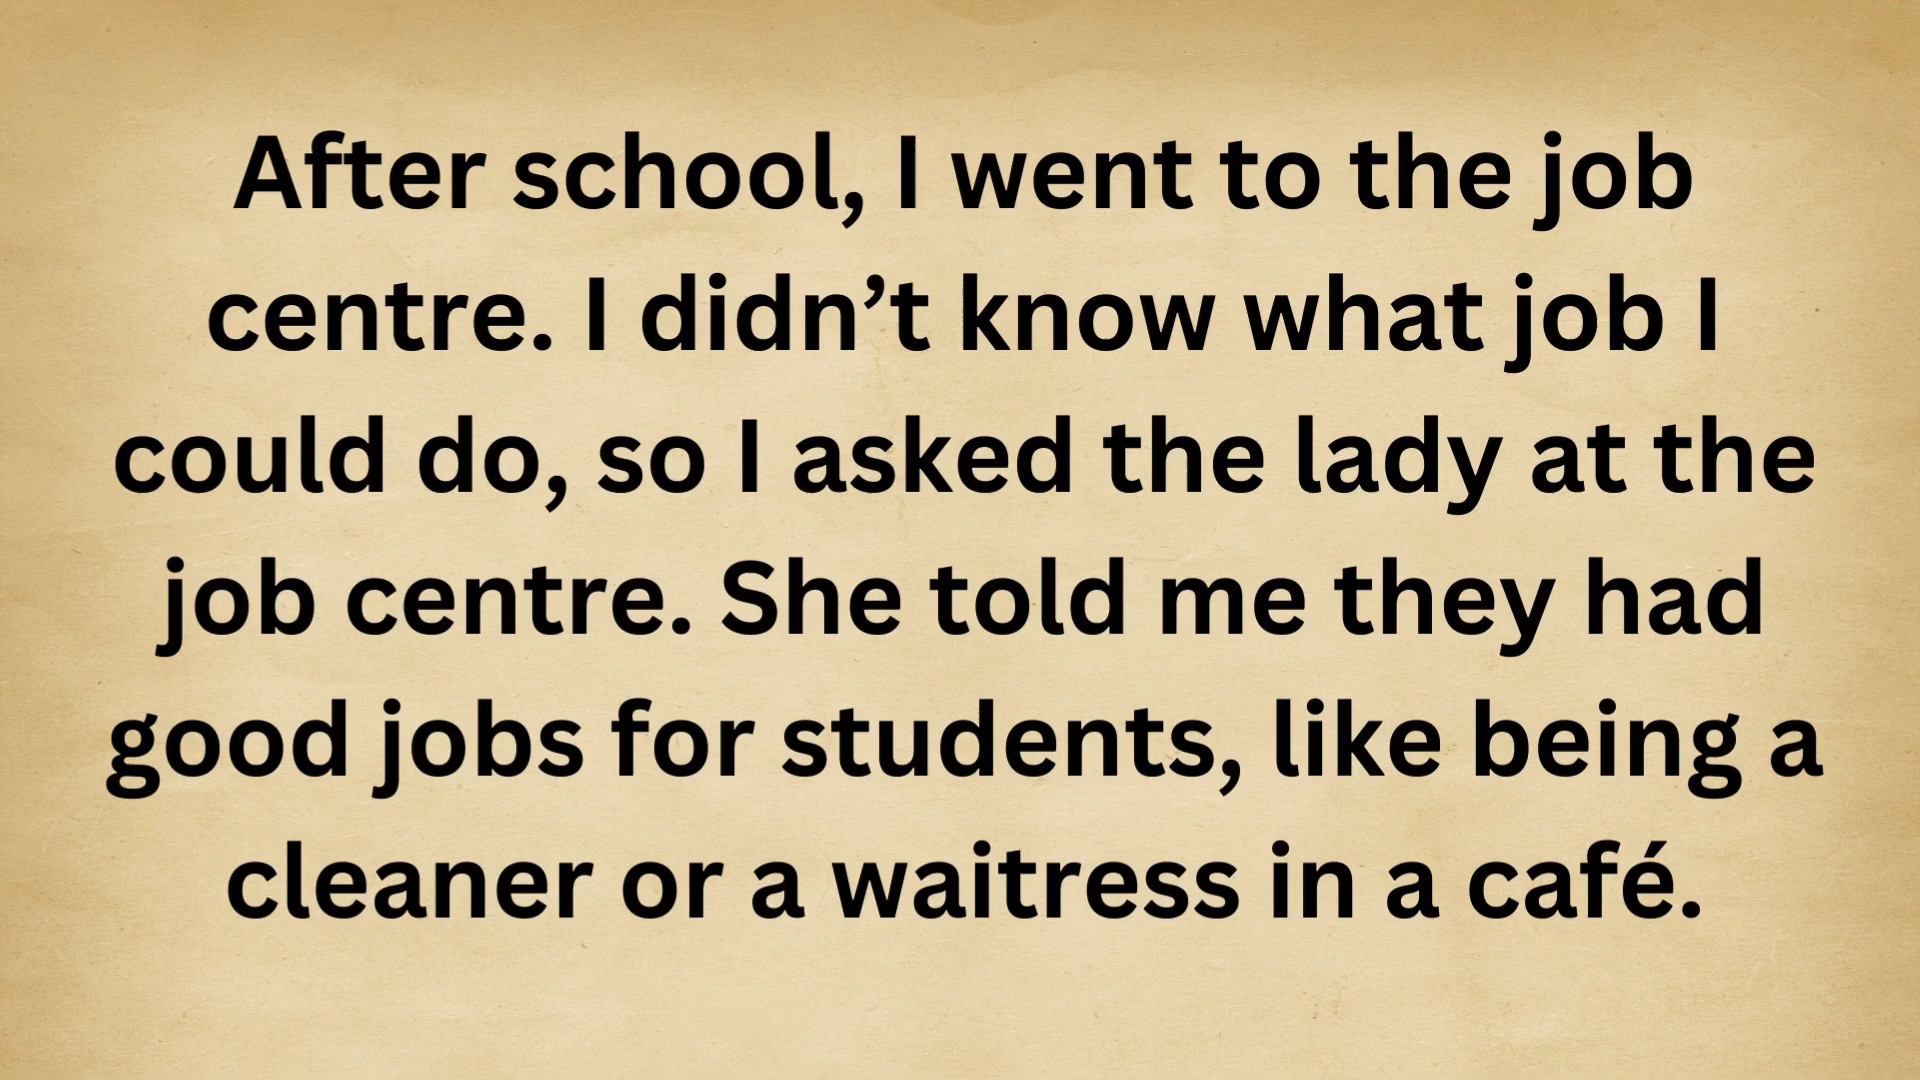 After school, I went to the job
centre. I didn’t know what job I
could do, so I asked the lady at the
job centre. She told me they had
good jobs for students, like being a
cleaner or a waitress in a café.